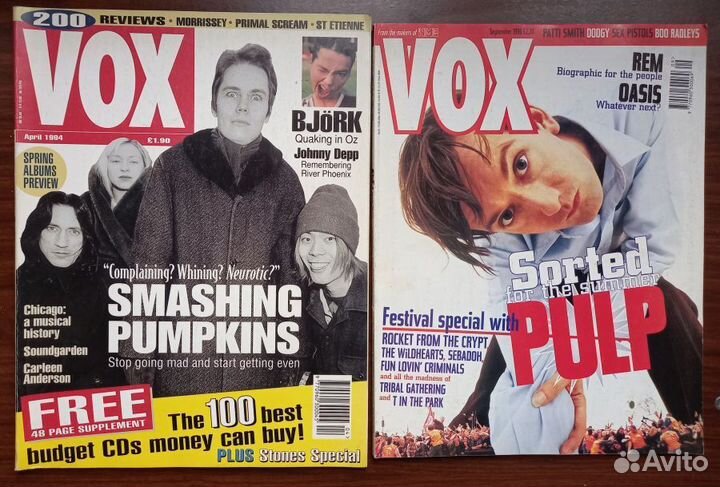 200 REVIEWS • MORRISSEY • PRIMAL SCREAM • ST ETIENNE
VOX
April 1994
£1.90
BJöRK
Quaking in Oz
Johnny Depp
Remembering
River Phoenix
SPRING
ALBUMS
PREVIEW
"Complaining? Whining? Neurotic?"
SMASHING
PUMPKINS
Stop going mad and start getting even
Chicago:
a musical
history
Soundgarden
Carleen
Anderson
FREE
48 PAGE SUPPLEMENT
The 100 best
budget CDs money can buy!
PLUS Stones Special
From the makers of NME
PATTI SMITH DODGY SEX PISTOLS BOO RADLEYS
VOX
REM
Biographic for the people
OASIS
Whatever next?
Sorted
for the summer
PULP
Festival special with
ROCKET FROM THE CRYPT
THE WiLDHEARTS, SEBADOH,
FUN LOVIN' CRIMINALS
and all the madness of
TRIBAL GATHERING
and T IN THE PARK
Avito